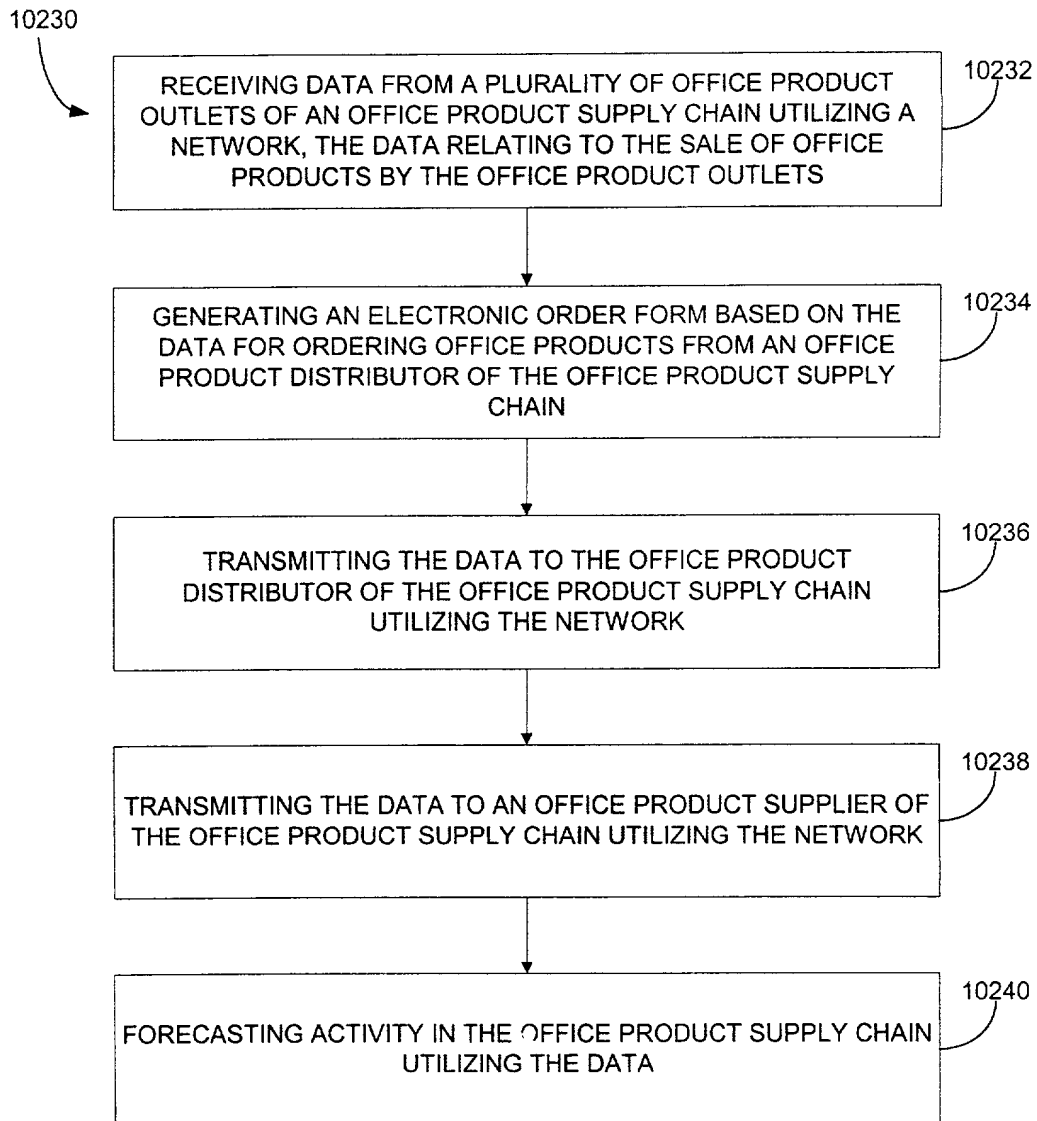 10230
10232
RECEIVING DATA FROM A PLURALITY OF OFFICE PRODUCT
OUTLETS OF AN OFFICE PRODUCT SUPPLY CHAIN UTILIZING A
NETWORK, THE DATA RELATING TO THE SALE OF OFFICE
PRODUCTS BY THE OFFICE PRODUCT OUTLETS
10234
GENERATING AN ELECTRONIC ORDER FORM BASED ON THE
DATA FOR ORDERING OFFICE PRODUCTS FROM AN OFFICE
PRODUCT DISTRIBUTOR OF THE OFFICE PRODUCT SUPPLY
CHAIN
10236
TRANSMITTING THE DATA TO THE OFFICE PRODUCT
DISTRIBUTOR OF THE OFFICE PRODUCT SUPPLY CHAIN
UTILIZING THE NETWORK
10238
TRANSMITTING THE DATA TO AN OFFICE PRODUCT SUPPLIER OF
THE OFFICE PRODUCT SUPPLY CHAIN UTILIZING THE NETWORK
10240
FORECASTING ACTIVITY IN THE OFFICE PRODUCT SUPPLY CHAIN
UTILIZING THE DATA